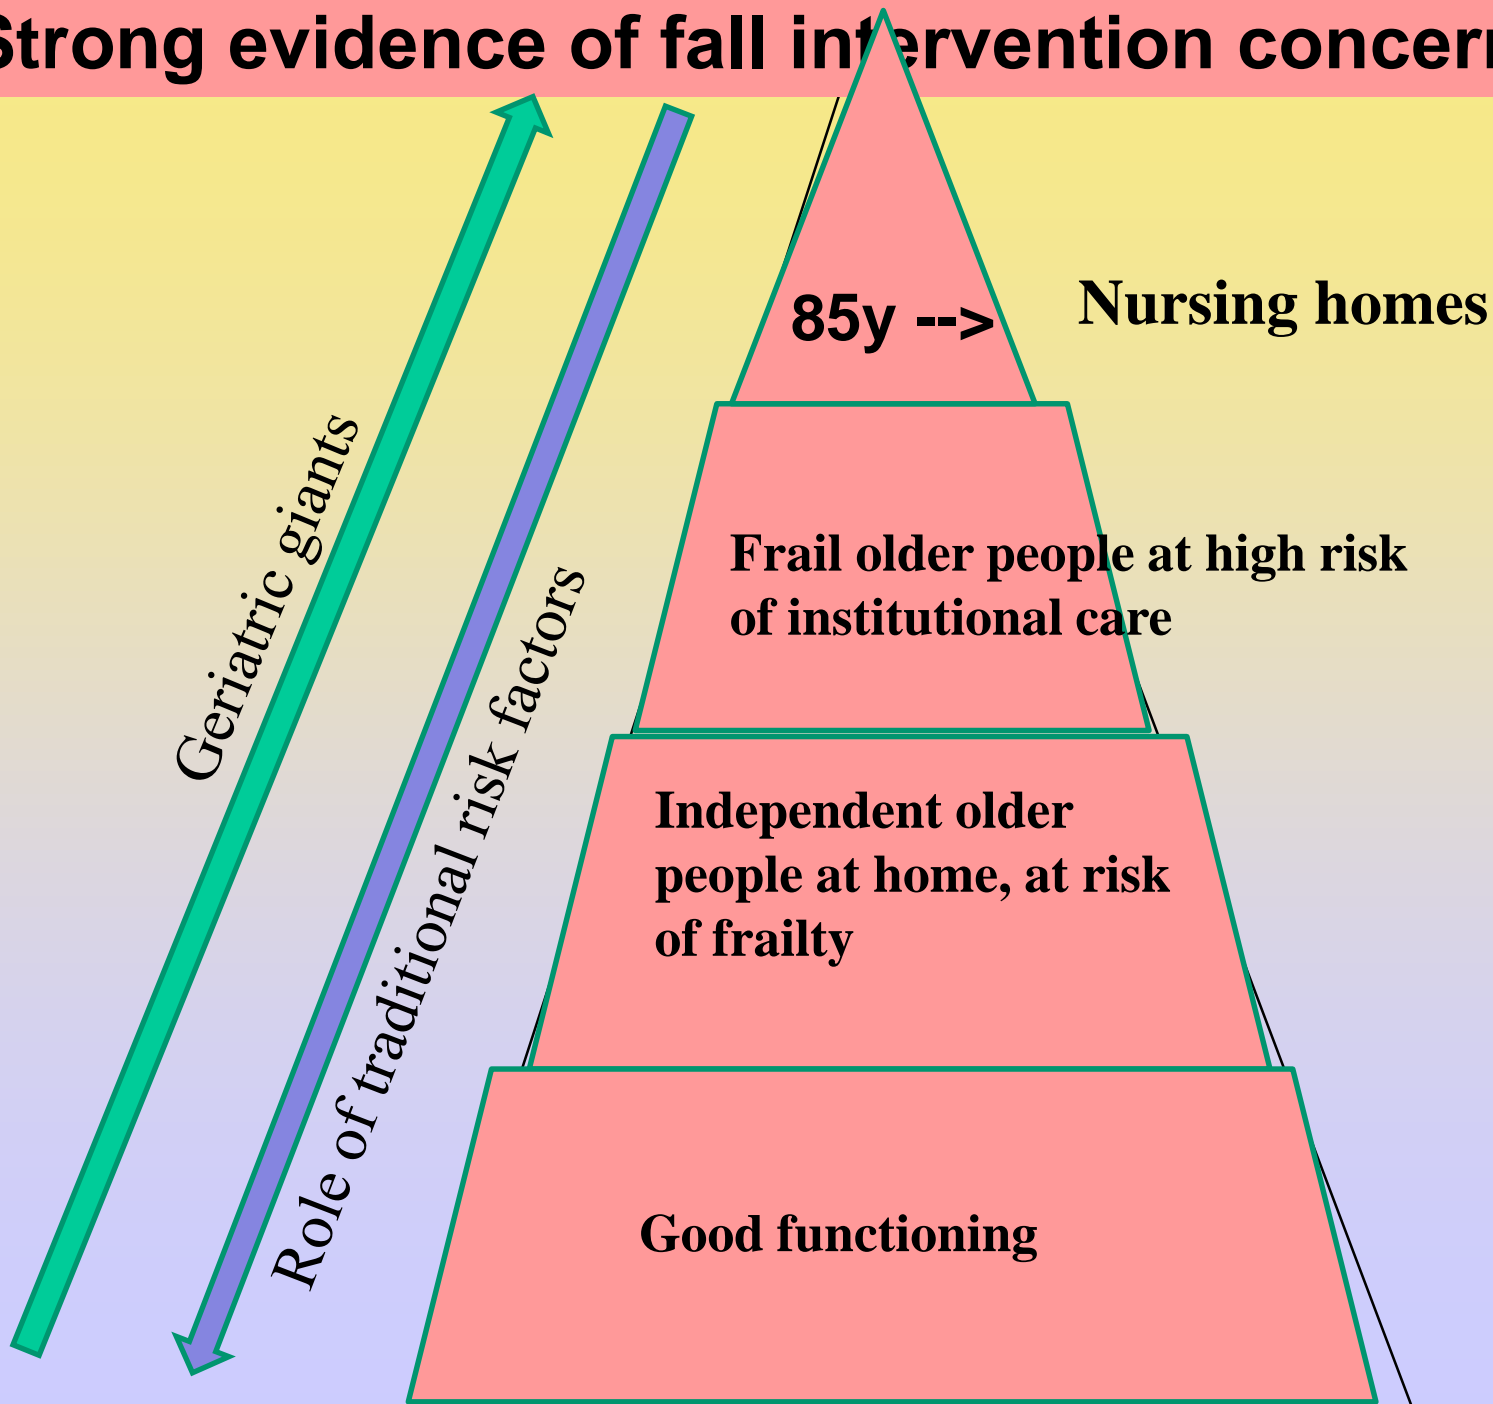 Strong evidence of fall intervention concern
85y -->
Nursing homes
Geriatric giants
Frail older people at high risk
of institutional care
Role of traditional risk factors
Independent older
people at home, at risk
of frailty
Good functioning